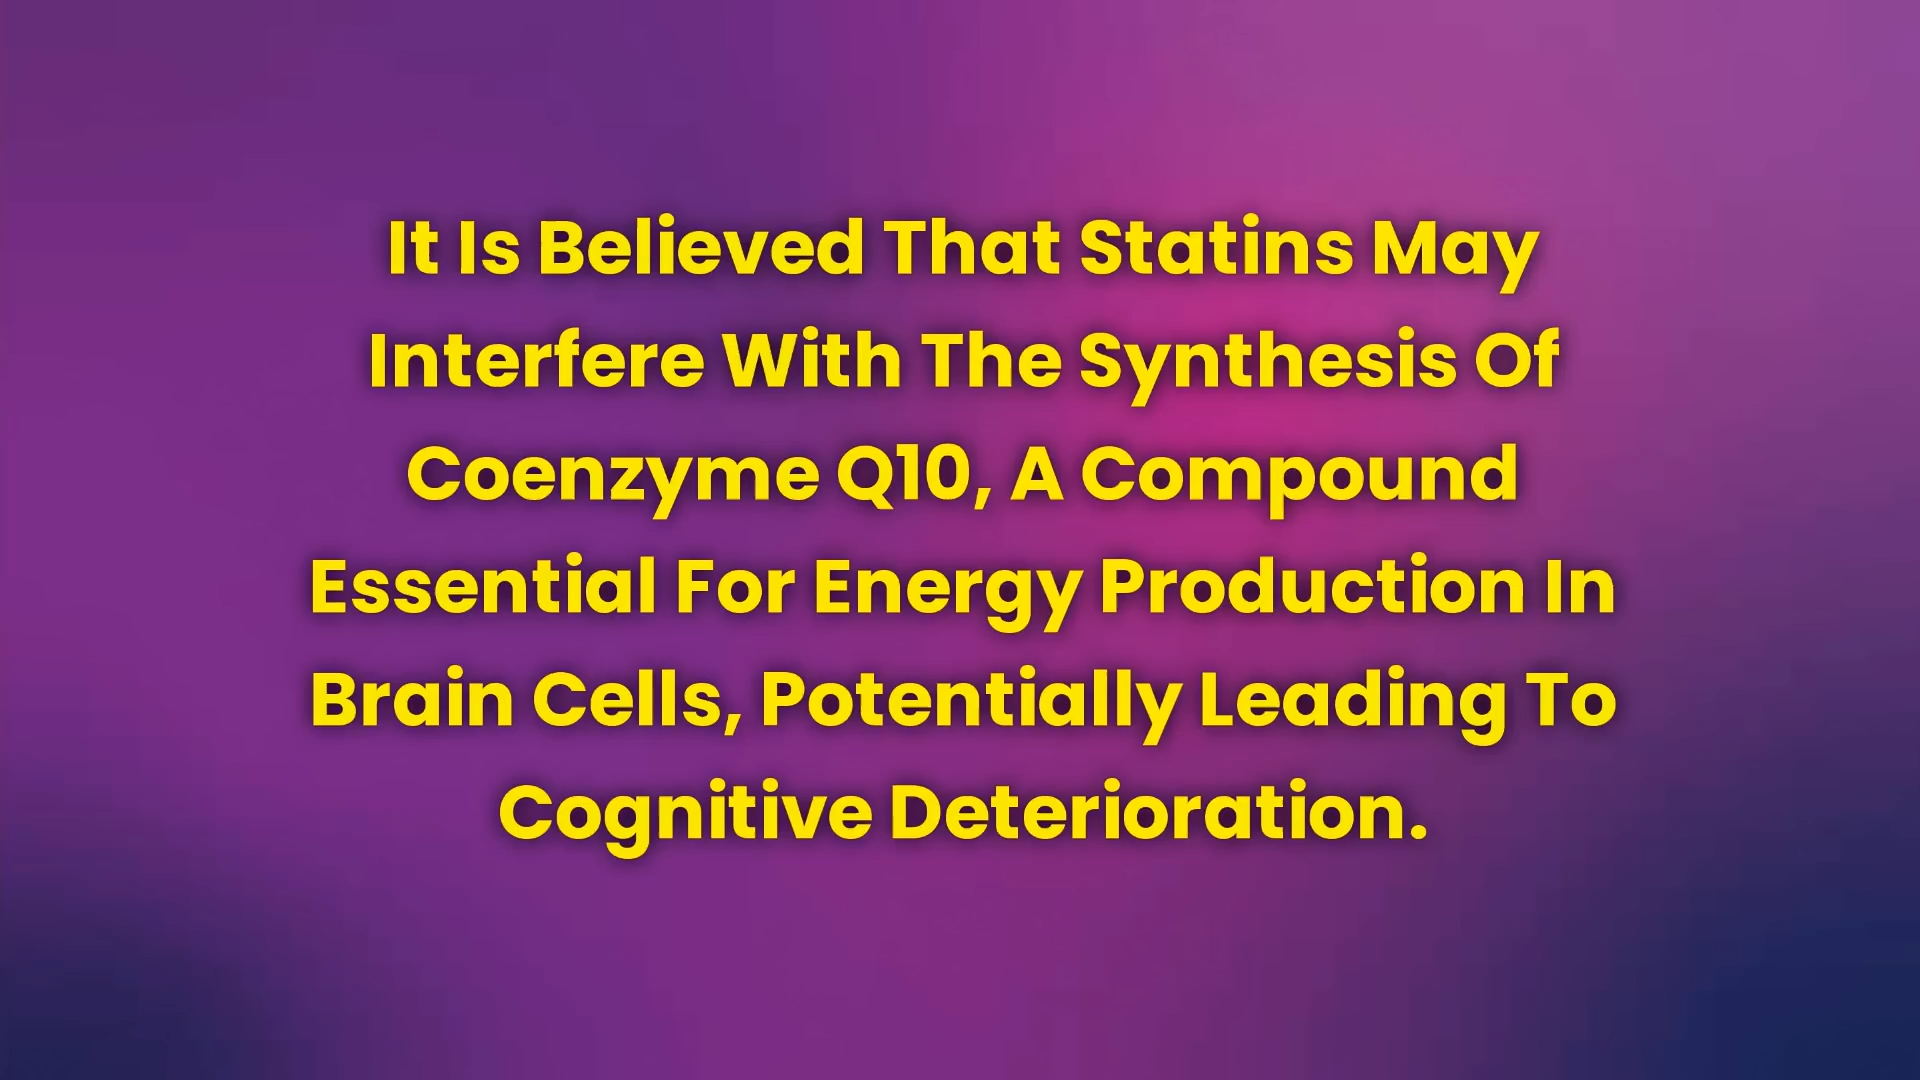 It Is Believed That Statins May
Interfere With The Synthesis Of
Coenzyme Q10, A Compound
Essential For Energy Production In
Brain Cells, Potentially Leading To
Cognitive Deterioration.